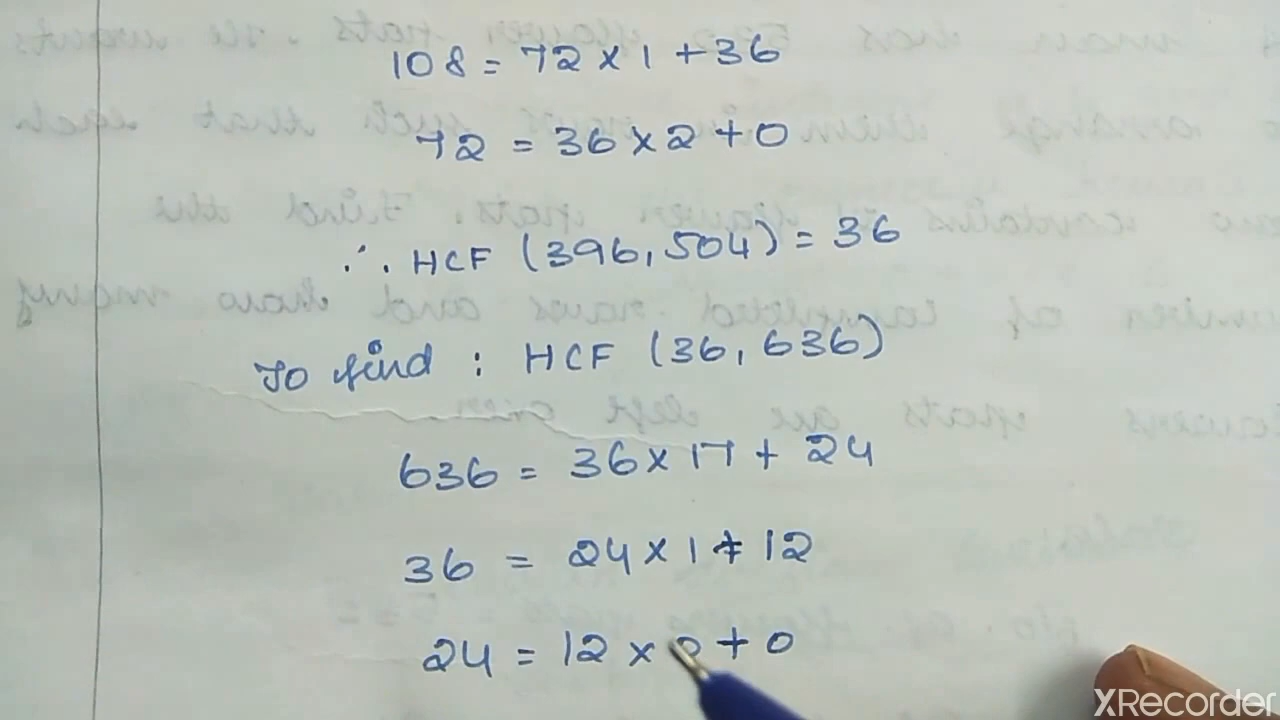 108 = 72 × 1 + 36
72 = 36 × 2 + 0
∴ HCF (396, 504) = 36
To find : HCF (36, 636)
636 = 36 × 17 + 24
36 = 24 × 1 + 12
24 = 12 × 2 + 0
XRecorder